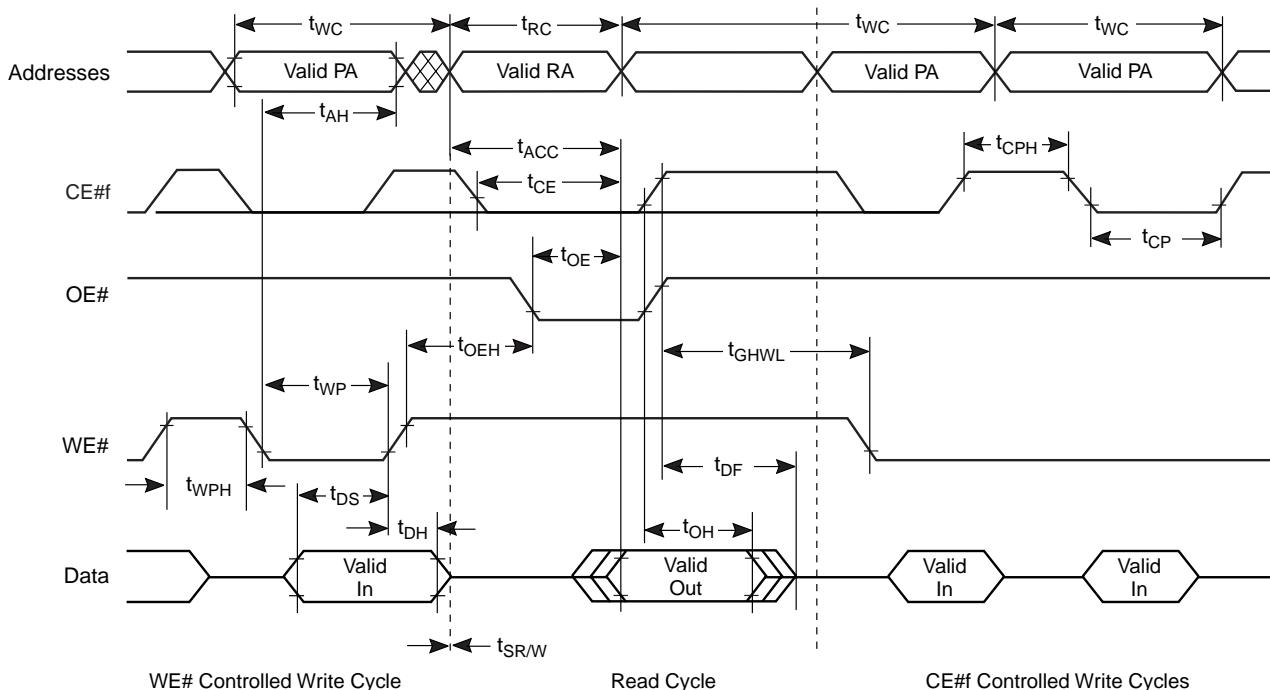 tWC tRC tWC tWC
Addresses Valid PA Valid RA Valid PA Valid PA
tAH
tACC
tCPH
CE#f tCE
tCP
tOE
OE#
tOEH tGHWL
tWP
WE#
tWPH tDS tDF
tDH tOH
Data Valid In Valid Out Valid In Valid In
tSR/W
WE# Controlled Write Cycle Read Cycle CE#f Controlled Write Cycles